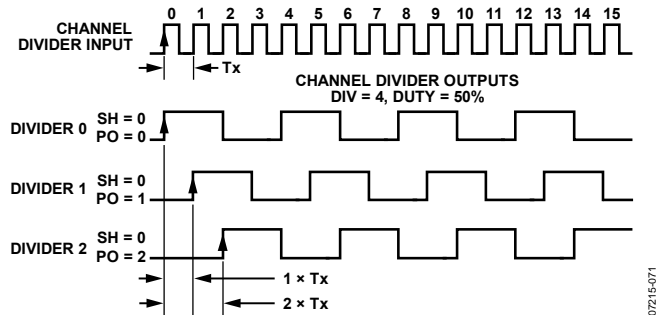 0 1 2 3 4 5 6 7 8 9 10 11 12 13 14 15
CHANNEL
DIVIDER INPUT
Tx
CHANNEL DIVIDER OUTPUTS
DIV = 4, DUTY = 50%
DIVIDER 0
SH = 0
PO = 0
DIVIDER 1
SH = 0
PO = 1
DIVIDER 2
SH = 0
PO = 2
1 × Tx
2 × Tx
07215-071